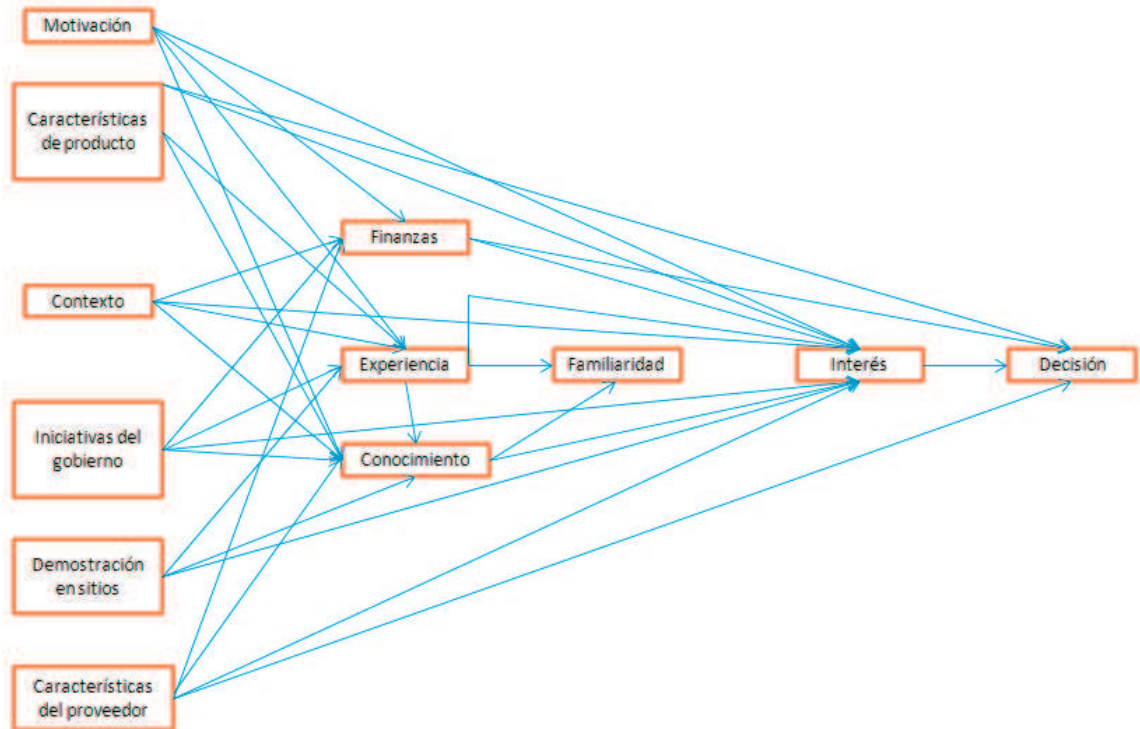 Motivación
Características
de producto
Finanzas
Contexto
Experiencia
Familiaridad
Interés
Decisión
Iniciativas del
gobierno
Conocimiento
Demostración
en sitios
Características
del proveedor